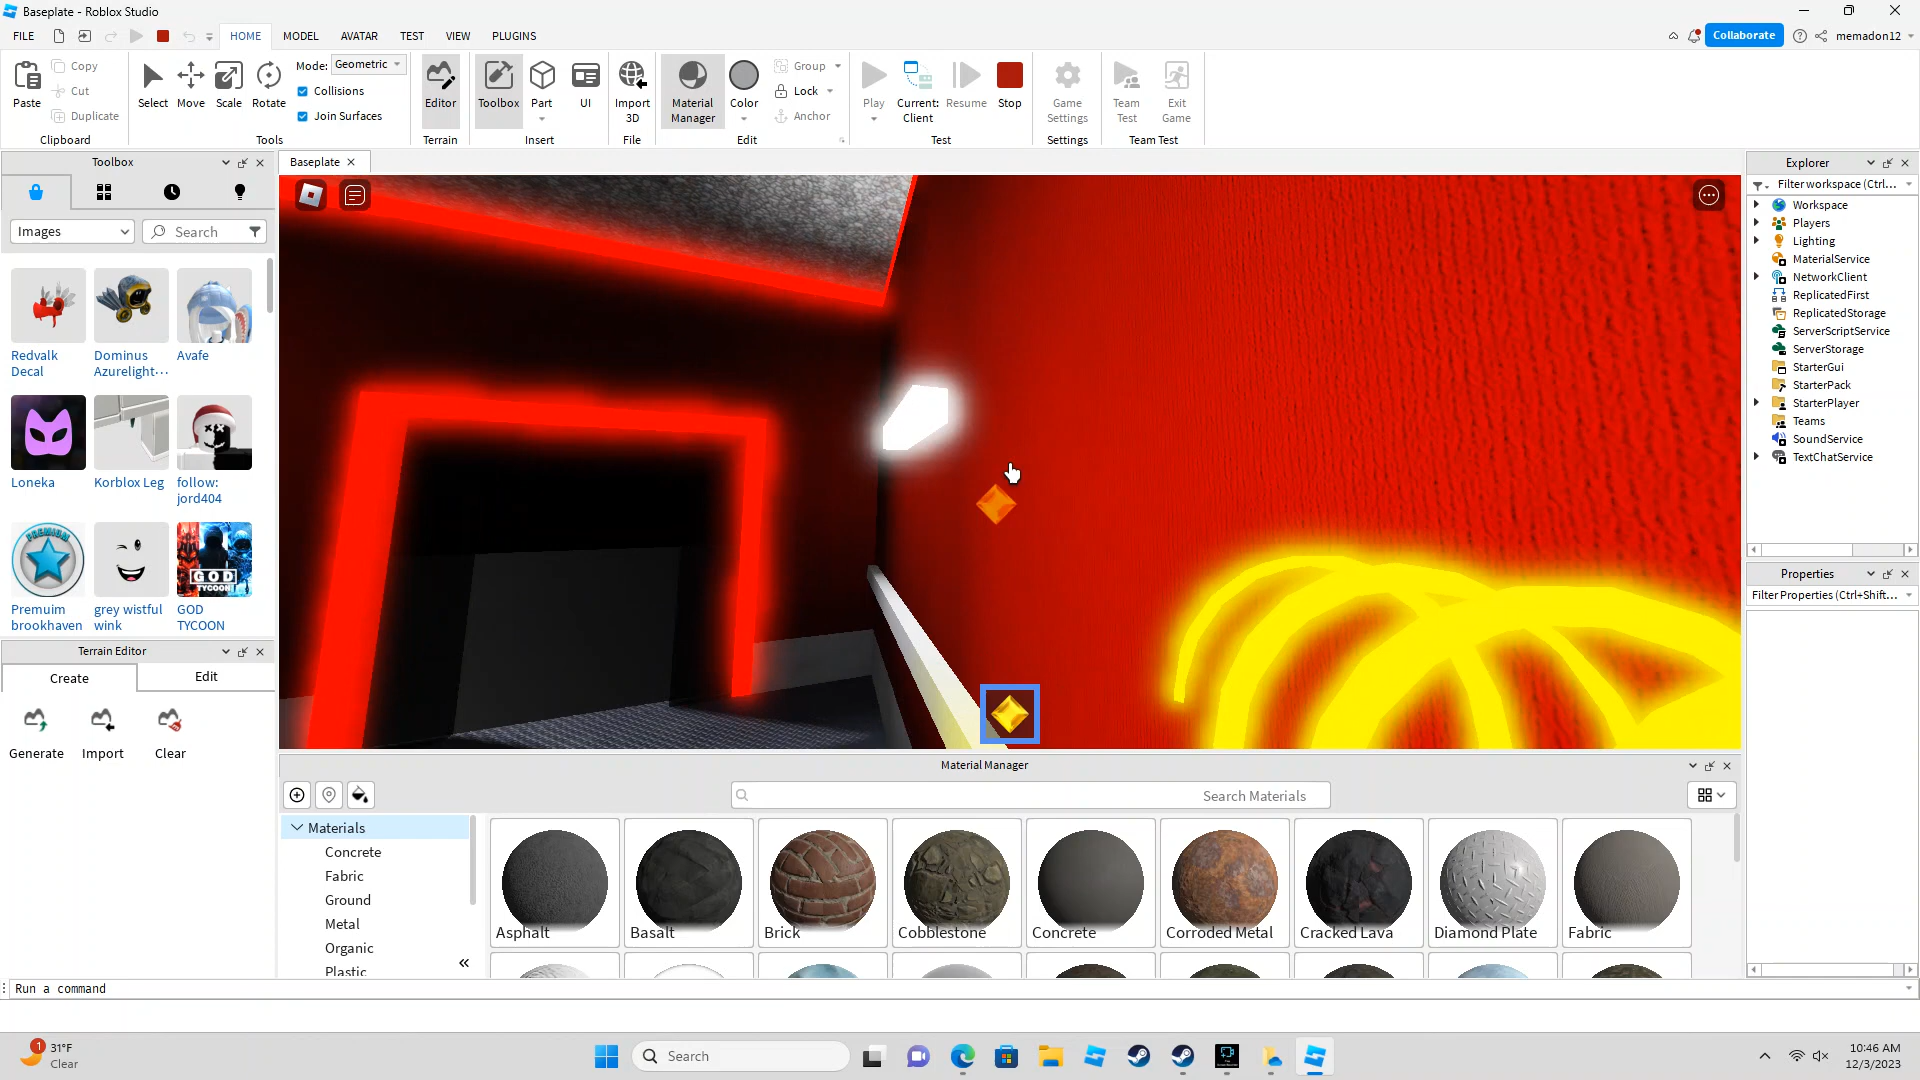 Baseplate - Roblox Studio
FILE
HOME
MODEL
AVATAR
TEST
VIEW
PLUGINS
Collaborate
memadon12
Paste
Copy
Cut
Duplicate
Clipboard
Select
Move
Scale
Rotate
Mode:
Geometric
Collisions
Join Surfaces
Tools
Editor
Terrain
Toolbox
Part
UI
Insert
Import
3D
File
Material
Manager
Color
Group
Lock
Anchor
Edit
Play
Current:
Client
Resume
Stop
Test
Game
Settings
Settings
Team
Test
Exit
Game
Team Test
Toolbox
Images
Search
Redvalk
Decal
Dominus
Azurelight...
Avafe
Loneka
Korblox Leg
follow:
jord404
PREMIUM
GOD
TYCOON
Premuim
brookhaven
grey wistful
wink
GOD
TYCOON
Terrain Editor
Create
Edit
Generate
Import
Clear
Baseplate
Explorer
Filter workspace (Ctrl...
Workspace
Players
Lighting
MaterialService
NetworkClient
ReplicatedFirst
ReplicatedStorage
ServerScriptService
ServerStorage
StarterGui
StarterPack
StarterPlayer
Teams
SoundService
TextChatService
Properties
Filter Properties (Ctrl+Shift...
Material Manager
Search Materials
Materials
Concrete
Fabric
Ground
Metal
Organic
Plastic
Asphalt
Basalt
Brick
Cobblestone
Concrete
Corroded Metal
Cracked Lava
Diamond Plate
Fabric
Run a command
1
31°F
Clear
Search
10:46 AM
12/3/2023